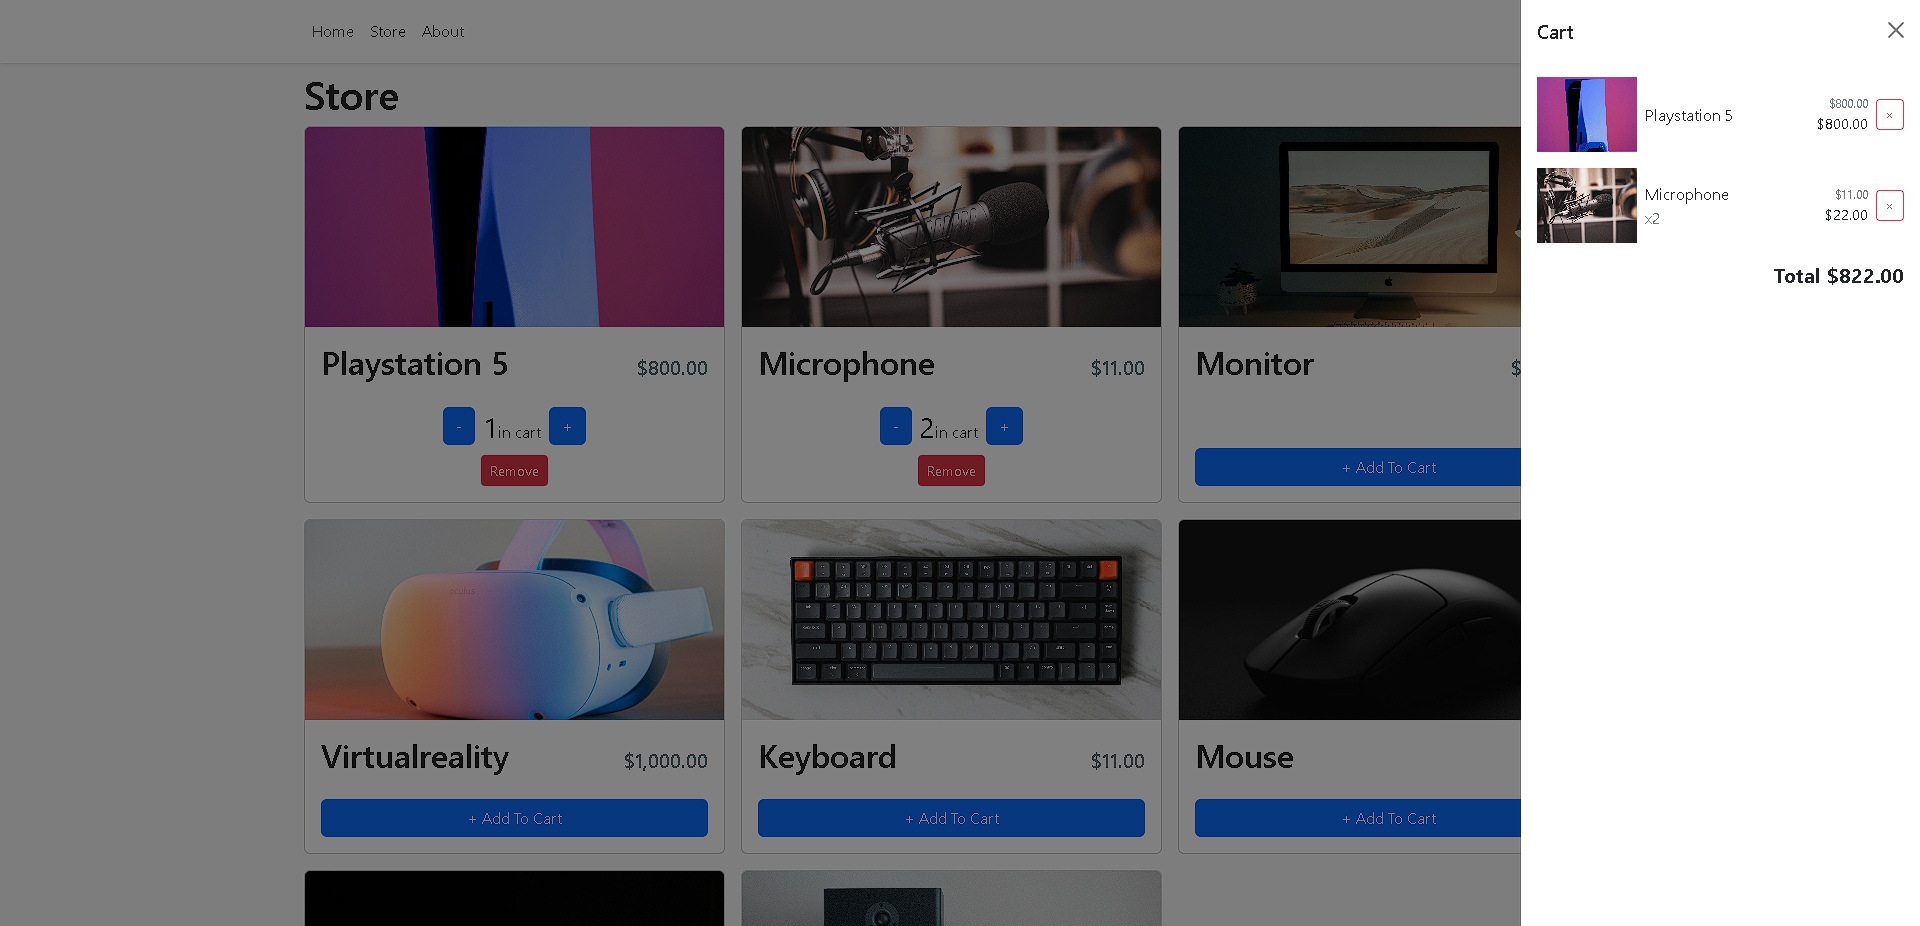 Home Store About
Store
Playstation 5 $800.00
- 1 in cart +
Remove
Microphone $11.00
- 2 in cart +
Remove
Monitor $
+ Add To Cart
Virtualreality $1,000.00
+ Add To Cart
Keyboard $11.00
+ Add To Cart
Mouse
+ Add To Cart
Cart
Playstation 5
$800.00
$800.00
×
Microphone
x2
$11.00
$22.00
×
Total $822.00